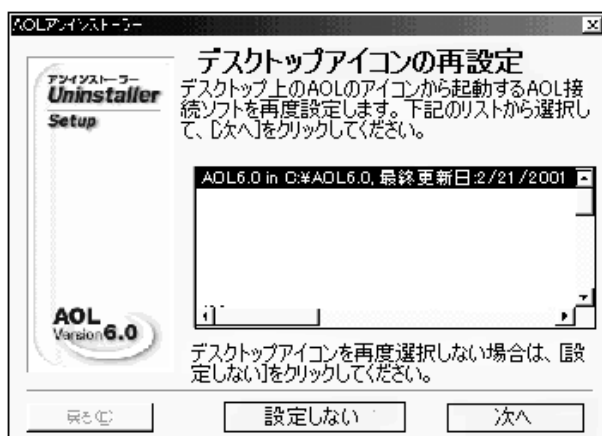 AOLアンインストーラー
アンインストーラー
Uninstaller
Setup
AOL
Version 6.0
デスクトップアイコンの再設定
デスクトップ上のAOLのアイコンから起動するAOL接
続ソフトを再度設定します。下記のリストから選択し
て、[次へ]をクリックしてください。
AOL6.0 in C:¥AOL6.0, 最終更新日:2/21/2001
デスクトップアイコンを再度選択しない場合は、[設
定しない]をクリックしてください。
戻る(E)
設定しない
次へ